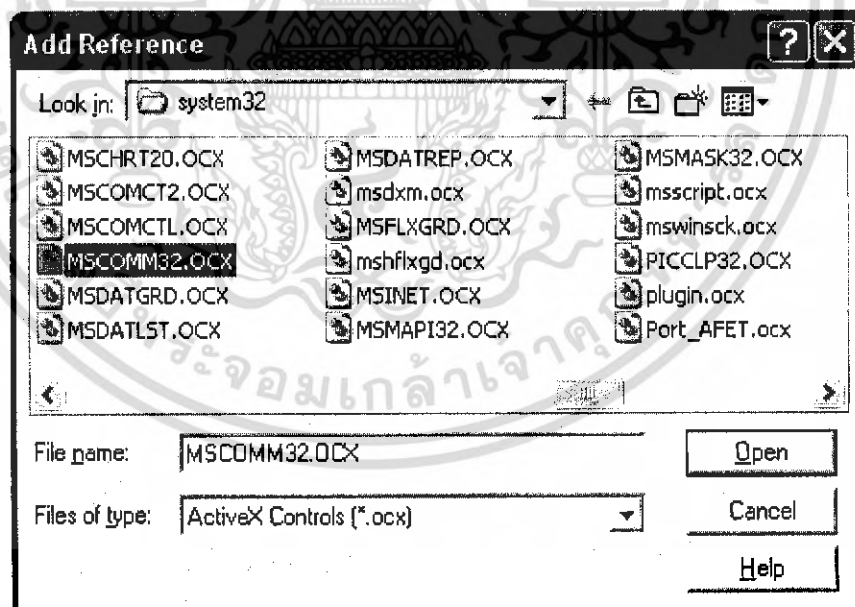 Add Reference
Look in: system32
MSCHRT20.OCX MSDATREP.OCX MSMASK32.OCX
MSCOMCT2.OCX msdxm.ocx msscript.ocx
MSCOMCTL.OCX MSFLXGRD.OCX mswinsck.ocx
MSCOMM32.OCX mshflxgd.ocx PICCLP32.OCX
MSDATGRD.OCX MSINET.OCX plugin.ocx
MSDATLST.OCX MSMAPI32.OCX Port_AFET.ocx
File name: MSCOMM32.OCX Open
Files of type: ActiveX Controls (*.ocx) Cancel
Help